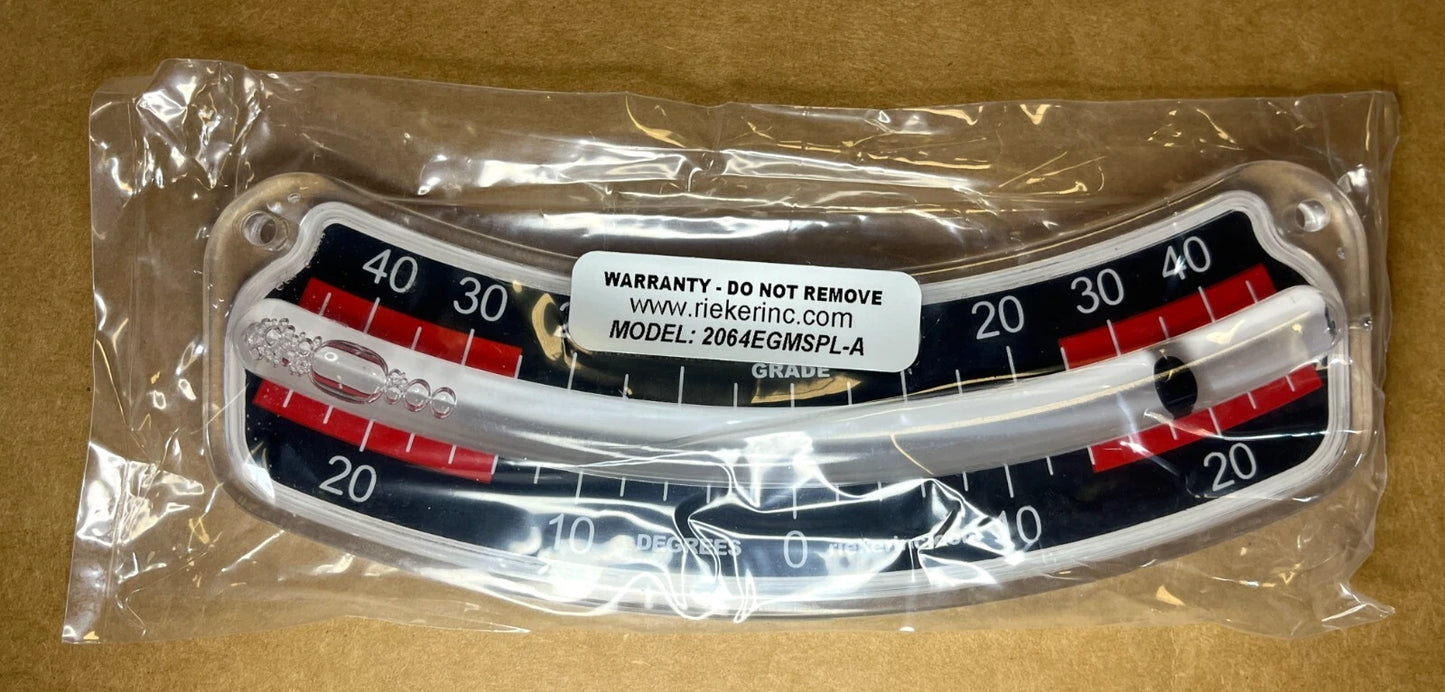 WARRANTY - DO NOT REMOVE
www.riekerinc.com
MODEL: 2064EGMSPL-A
40 30 20 30 40
GRADE
20 10 DEGREES 0 10 20